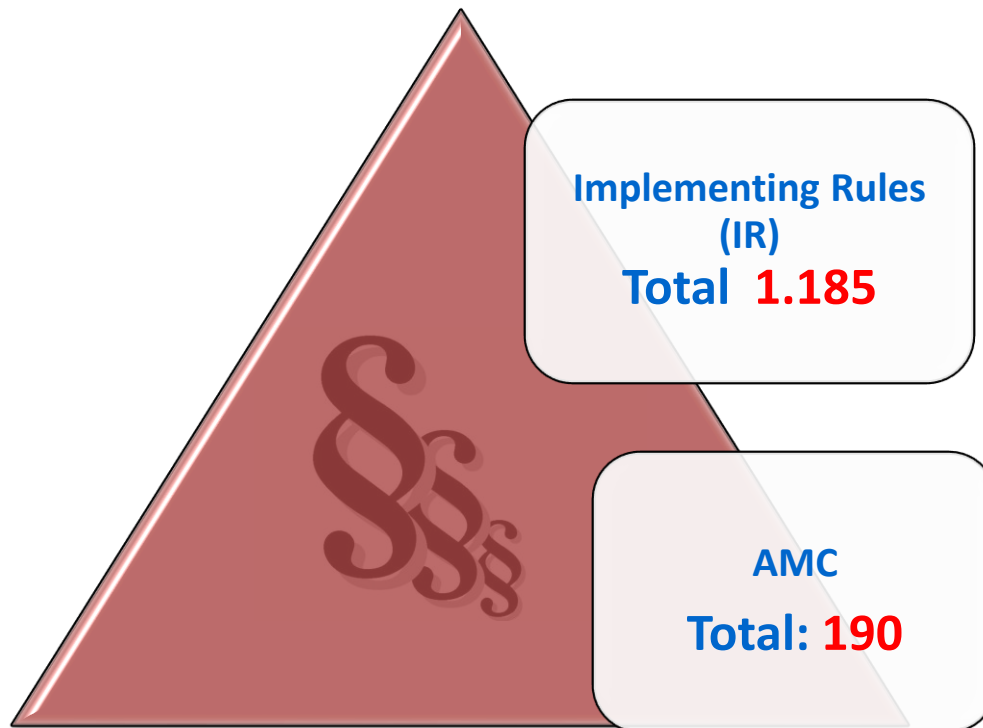 Implementing Rules
(IR)
Total 1.185
§§§
AMC
Total: 190